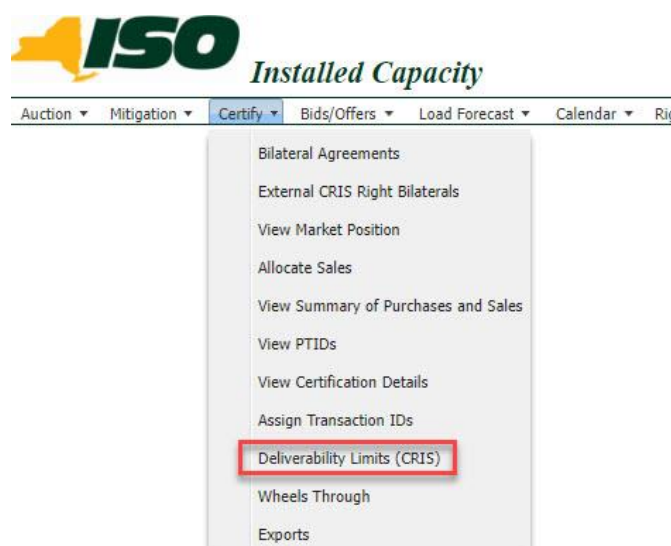 ISO
Installed Capacity
Auction Mitigation Certify Bids/Offers Load Forecast Calendar
Bilateral Agreements
External CRIS Right Bilaterals
View Market Position
Allocate Sales
View Summary of Purchases and Sales
View PTIDs
View Certification Details
Assign Transaction IDs
Deliverability Limits (CRIS)
Wheels Through
Exports